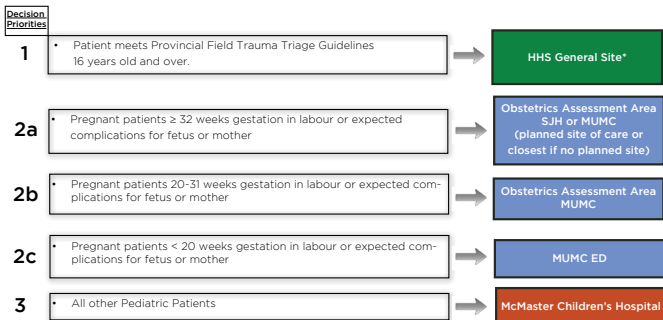 Decision
Priorities
1
• Patient meets Provincial Field Trauma Triage Guidelines
16 years old and over.
HHS General Site*
2a
• Pregnant patients ≥ 32 weeks gestation in labour or expected
complications for fetus or mother
Obstetrics Assessment Area
SJH or MUMC
(planned site of care or
closest if no planned site)
2b
• Pregnant patients 20-31 weeks gestation in labour or expected com-
plications for fetus or mother
Obstetrics Assessment Area
MUMC
2c
• Pregnant patients < 20 weeks gestation in labour or expected com-
plications for fetus or mother
MUMC ED
3
• All other Pediatric Patients
McMaster Children's Hospital